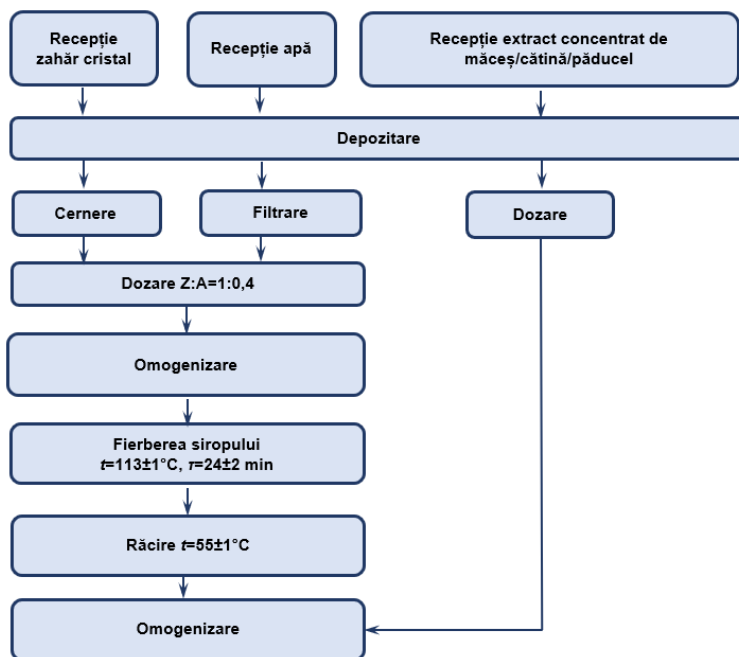 Recepție
zahăr cristal
Recepție apă
Recepție extract concentrat de
măceș/cătină/păducel
Depozitare
Cernere
Filtrare
Dozare
Dozare Z:A=1:0,4
Omogenizare
Fierberea siropului
t=113±1°C, τ=24±2 min
Răcire t=55±1°C
Omogenizare